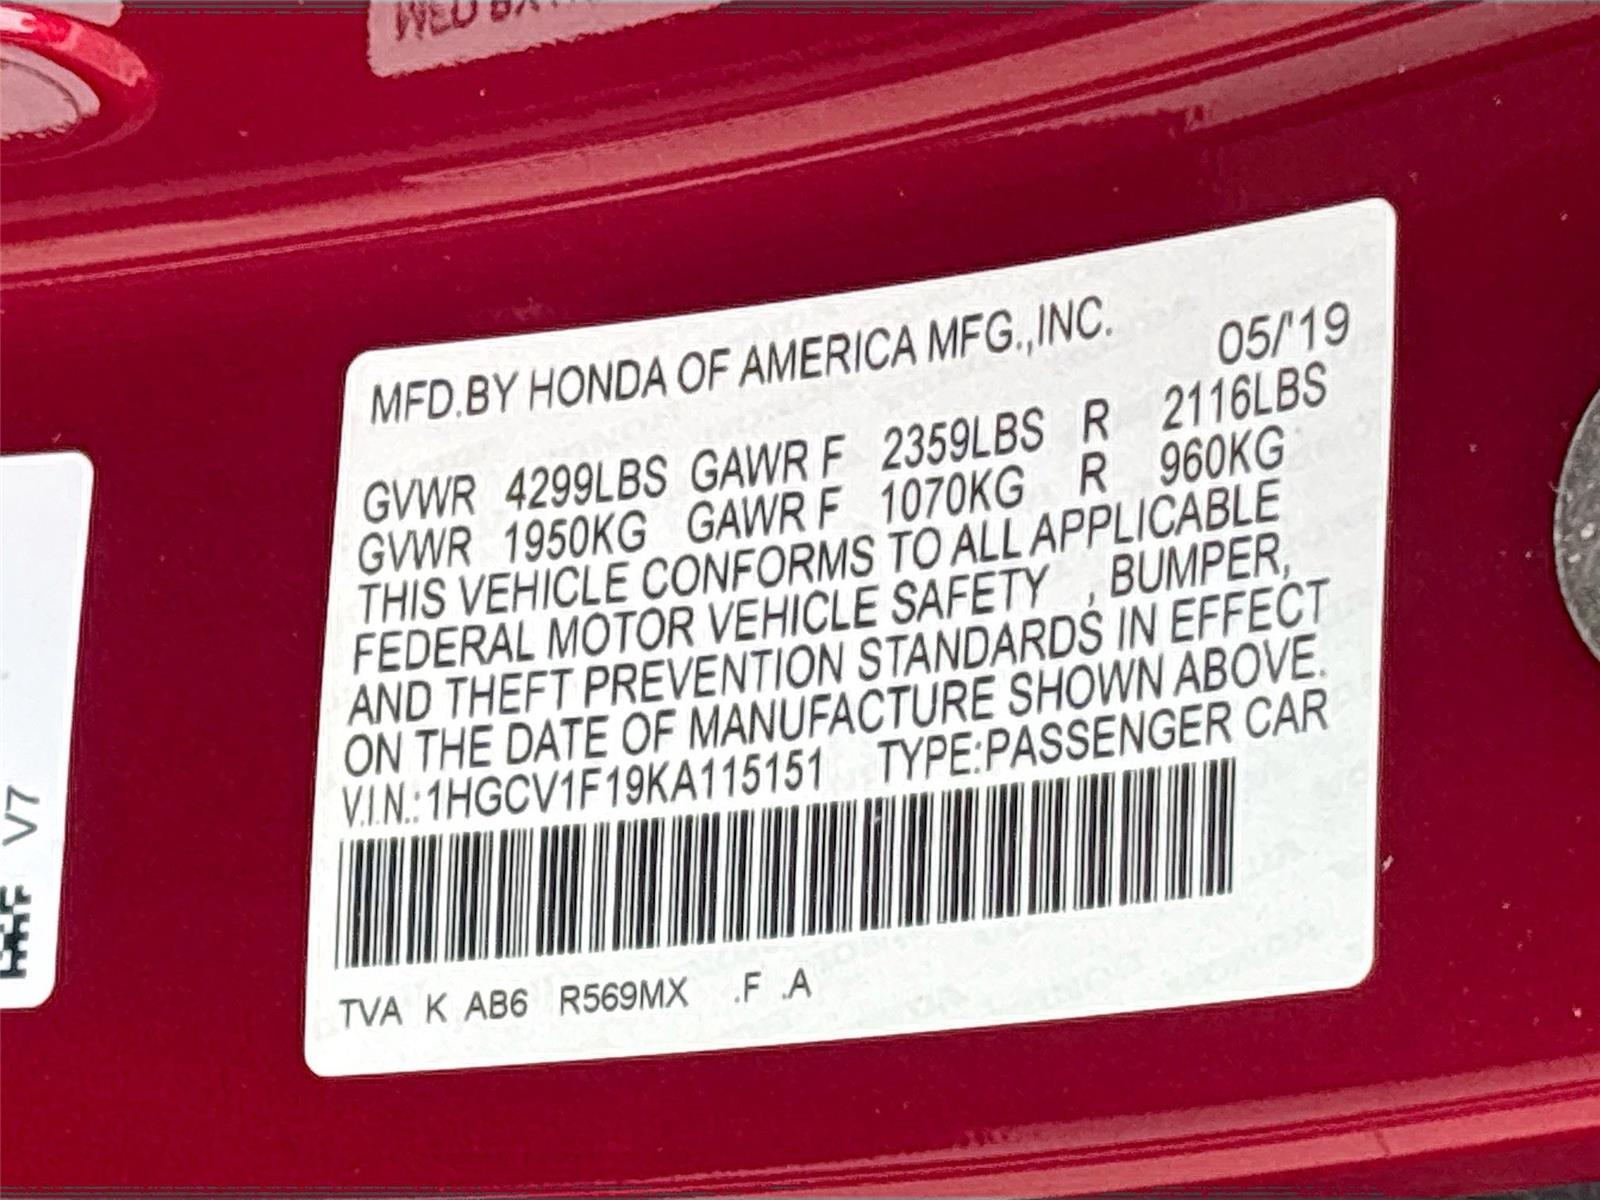 MFD.BY HONDA OF AMERICA MFG.,INC. 05/'19
GVWR 4299LBS GAWR F 2359LBS R 2116LBS
GVWR 1950KG GAWR F 1070KG R 960KG
THIS VEHICLE CONFORMS TO ALL APPLICABLE
FEDERAL MOTOR VEHICLE SAFETY , BUMPER,
AND THEFT PREVENTION STANDARDS IN EFFECT
ON THE DATE OF MANUFACTURE SHOWN ABOVE.
V.I.N.:1HGCV1F19KA115151 TYPE:PASSENGER CAR
TVA K AB6 R569MX .F .A
V7